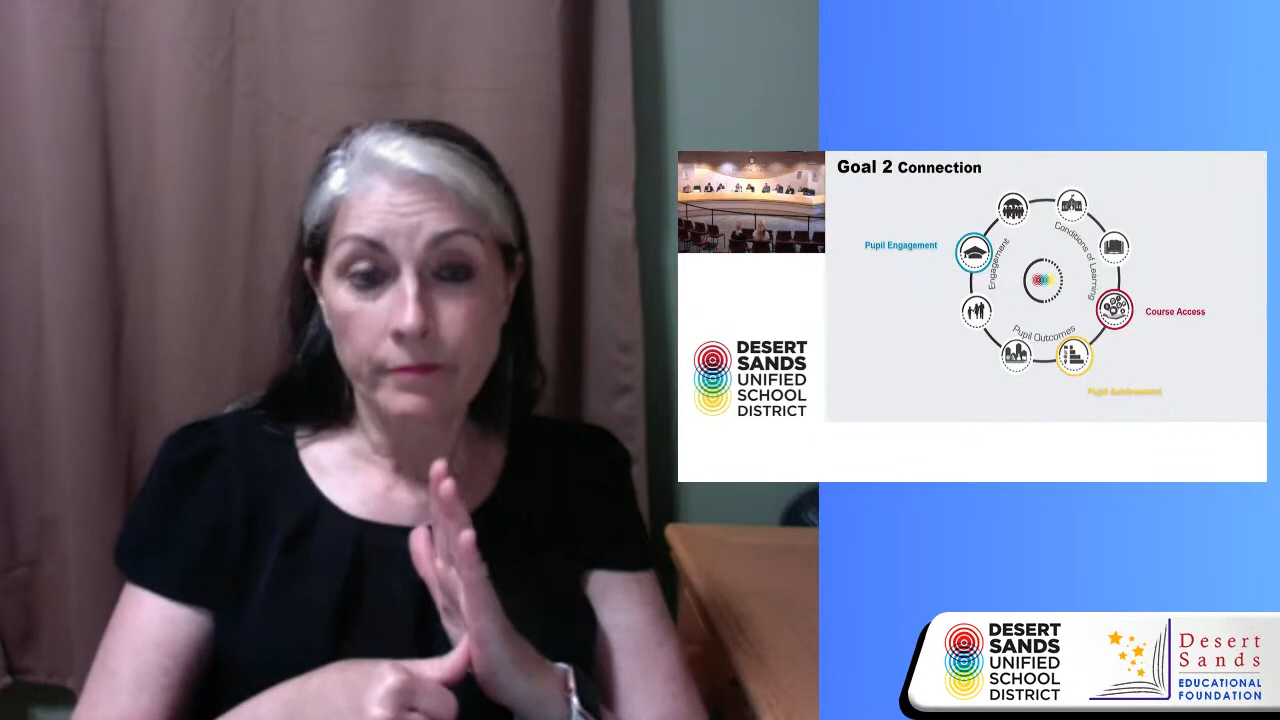 Goal 2 Connection
Pupil Engagement
Engagement
Conditions of Learning
Pupil Outcomes
Course Access
Pupil Achievement
DESERT
SANDS
UNIFIED
SCHOOL
DISTRICT
DESERT
SANDS
UNIFIED
SCHOOL
DISTRICT
Desert
Sands
EDUCATIONAL
FOUNDATION